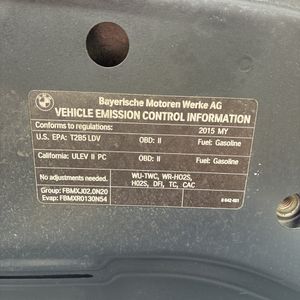 BMW
Bayerische Motoren Werke AG
VEHICLE EMISSION CONTROL INFORMATION
Conforms to regulations: 2015 MY
U.S. EPA: T2B5 LDV OBD: II Fuel: Gasoline
California: ULEV II PC OBD: II Fuel: Gasoline
No adjustments needed. WU-TWC, WR-HO2S,
HO2S, DFI, TC, CAC
Group: FBMXJ02.0N20
Evap: FBMXR0130N54